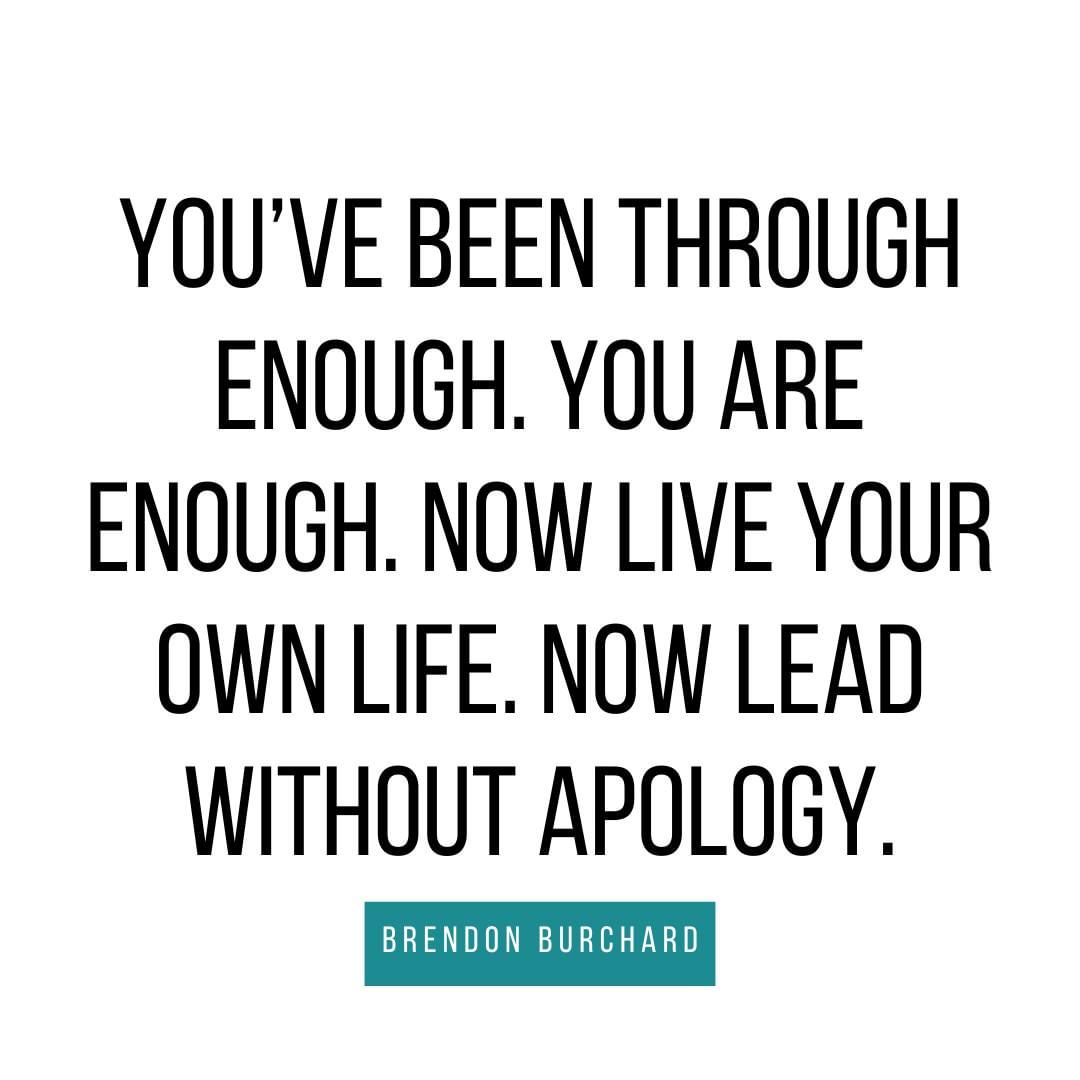 YOU’VE BEEN THROUGH
ENOUGH. YOU ARE
ENOUGH. NOW LIVE YOUR
OWN LIFE. NOW LEAD
WITHOUT APOLOGY.
BRENDON BURCHARD